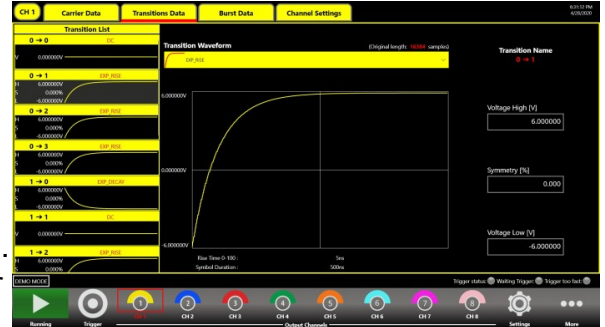 CH 1
Carrier Data
Transitions Data
Burst Data
Channel Settings
6:31:12 PM
4/29/2020
Transition List
0 → 0 DC
V 0.000000V
0 → 1 EXP_RISE
H 6.000000V
S 0.000%
L -6.000000V
0 → 2 EXP_RISE
H 6.000000V
S 0.000%
L -6.000000V
0 → 3 EXP_RISE
H 6.000000V
S 0.000%
L -6.000000V
1 → 0 EXP_DECAY
H 6.000000V
S 0.000%
L -6.000000V
1 → 1 DC
V 0.000000V
1 → 2 EXP_RISE
H 6.000000V
S 0.000%
Transition Waveform
(Original length: 16384 samples)
EXP_RISE
6.000000V
0.000000V
-6.000000V
Rise Time 0-100 : 5ns
Symbol Duration : 500ns
Transition Name
0 → 1
Voltage High [V]
6.000000
Symmetry [%]
0.000
Voltage Low [V]
-6.000000
DEMO MODE
Trigger status: Waiting Trigger: Trigger too fast:
Running
Trigger
1
CH 1
2
CH 2
3
CH 3
4
CH 4
5
CH 5
6
CH 6
7
CH 7
8
CH 8
Output Channels
Settings
More